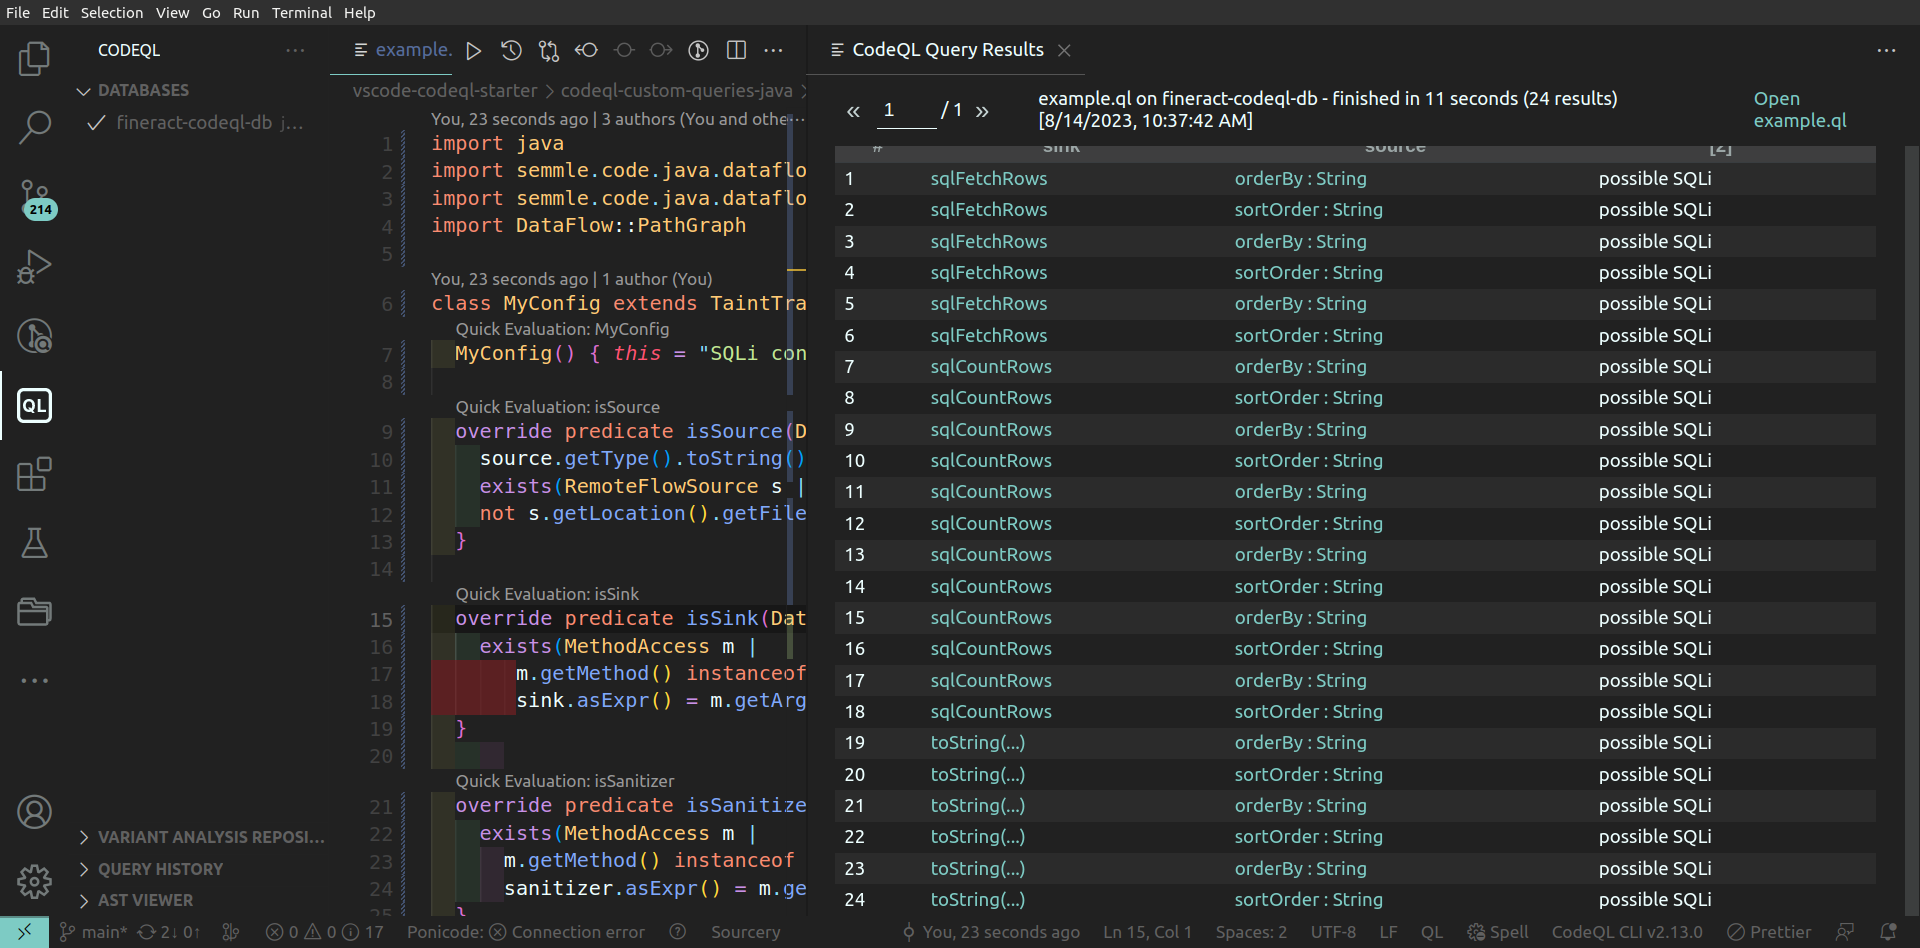 File Edit Selection View Go Run Terminal Help
CODEQL
DATABASES
fineract-codeql-db j...
VARIANT ANALYSIS REPOSI...
QUERY HISTORY
AST VIEWER
214
QL
example.
vscode-codeql-starter > codeql-custom-queries-java >
You, 23 seconds ago | 3 authors (You and othe...
1 import java
2 import semmle.code.java.dataflo
3 import semmle.code.java.dataflo
4 import DataFlow::PathGraph
5
You, 23 seconds ago | 1 author (You)
6 class MyConfig extends TaintTra
Quick Evaluation: MyConfig
7 MyConfig() { this = "SQLi con
8
Quick Evaluation: isSource
9 override predicate isSource(D
10 source.getType().toString()
11 exists(RemoteFlowSource s |
12 not s.getLocation().getFile
13 }
14
Quick Evaluation: isSink
15 override predicate isSink(Dat
16 exists(MethodAccess m |
17 m.getMethod() instanceof
18 sink.asExpr() = m.getArg
19 }
20
Quick Evaluation: isSanitizer
21 override predicate isSanitize
22 exists(MethodAccess m |
23 m.getMethod() instanceof
24 sanitizer.asExpr() = m.ge
25 }
CodeQL Query Results
« 1 / 1 »
example.ql on fineract-codeql-db - finished in 11 seconds (24 results)
[8/14/2023, 10:37:42 AM]
Open
example.ql
# sink source [2]
1 sqlFetchRows orderBy : String possible SQLi
2 sqlFetchRows sortOrder : String possible SQLi
3 sqlFetchRows orderBy : String possible SQLi
4 sqlFetchRows sortOrder : String possible SQLi
5 sqlFetchRows orderBy : String possible SQLi
6 sqlFetchRows sortOrder : String possible SQLi
7 sqlCountRows orderBy : String possible SQLi
8 sqlCountRows sortOrder : String possible SQLi
9 sqlCountRows orderBy : String possible SQLi
10 sqlCountRows sortOrder : String possible SQLi
11 sqlCountRows orderBy : String possible SQLi
12 sqlCountRows sortOrder : String possible SQLi
13 sqlCountRows orderBy : String possible SQLi
14 sqlCountRows sortOrder : String possible SQLi
15 sqlCountRows orderBy : String possible SQLi
16 sqlCountRows sortOrder : String possible SQLi
17 sqlCountRows orderBy : String possible SQLi
18 sqlCountRows sortOrder : String possible SQLi
19 toString(...) orderBy : String possible SQLi
20 toString(...) sortOrder : String possible SQLi
21 toString(...) orderBy : String possible SQLi
22 toString(...) sortOrder : String possible SQLi
23 toString(...) orderBy : String possible SQLi
24 toString(...) sortOrder : String possible SQLi
main* 2↓ 0↑ 0 0 17 Ponicode: Connection error Sourcery You, 23 seconds ago Ln 15, Col 1 Spaces: 2 UTF-8 LF QL Spell CodeQL CLI v2.13.0 Prettier